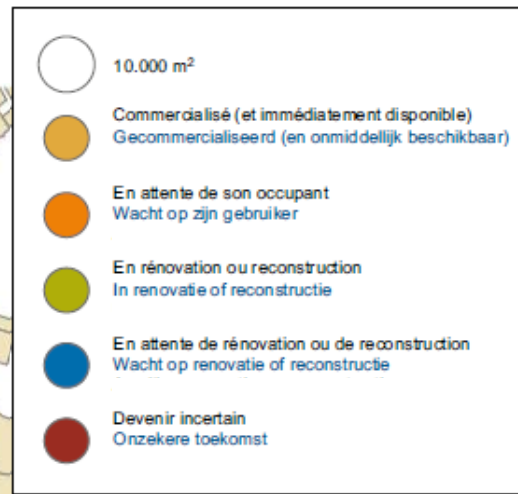 10.000 m²
Commercialisé (et immédiatement disponible)
Gecommercialiseerd (en onmiddellijk beschikbaar)
En attente de son occupant
Wacht op zijn gebruiker
En rénovation ou reconstruction
In renovatie of reconstructie
En attente de rénovation ou de reconstruction
Wacht op renovatie of reconstructie
Devenir incertain
Onzekere toekomst